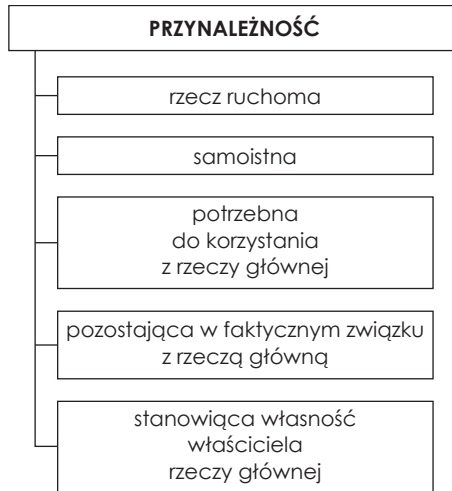 PRZYNALEŻNOŚĆ
rzecz ruchoma
samoistna
potrzebna
do korzystania
z rzeczy głównej
pozostająca w faktycznym związku
z rzeczą główną
stanowiąca własność
właściciela
rzeczy głównej